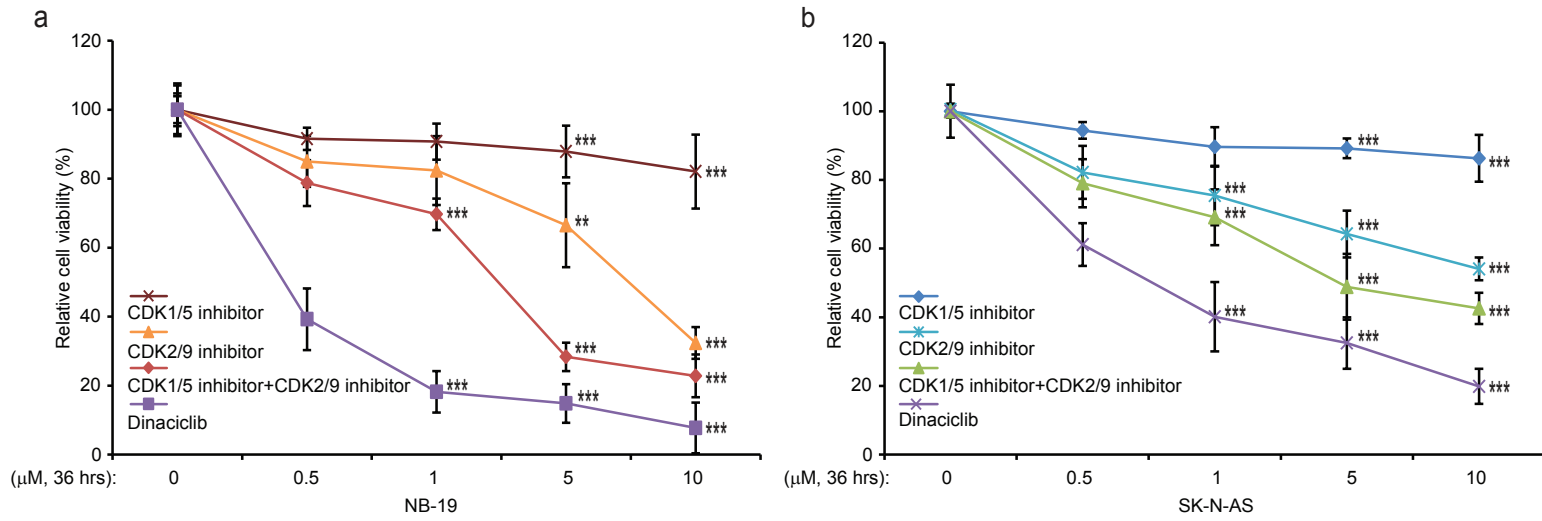 a
Relative cell viability (%)
120
100
80
60
40
20
0
***
***
**
***
***
***
***
***
***
***
CDK1/5 inhibitor
CDK2/9 inhibitor
CDK1/5 inhibitor+CDK2/9 inhibitor
Dinaciclib
(μM, 36 hrs): 0 0.5 1 5 10
NB-19
b
Relative cell viability (%)
120
100
80
60
40
20
0
***
***
***
***
***
***
***
***
***
***
***
CDK1/5 inhibitor
CDK2/9 inhibitor
CDK1/5 inhibitor+CDK2/9 inhibitor
Dinaciclib
(μM, 36 hrs): 0 0.5 1 5 10
SK-N-AS